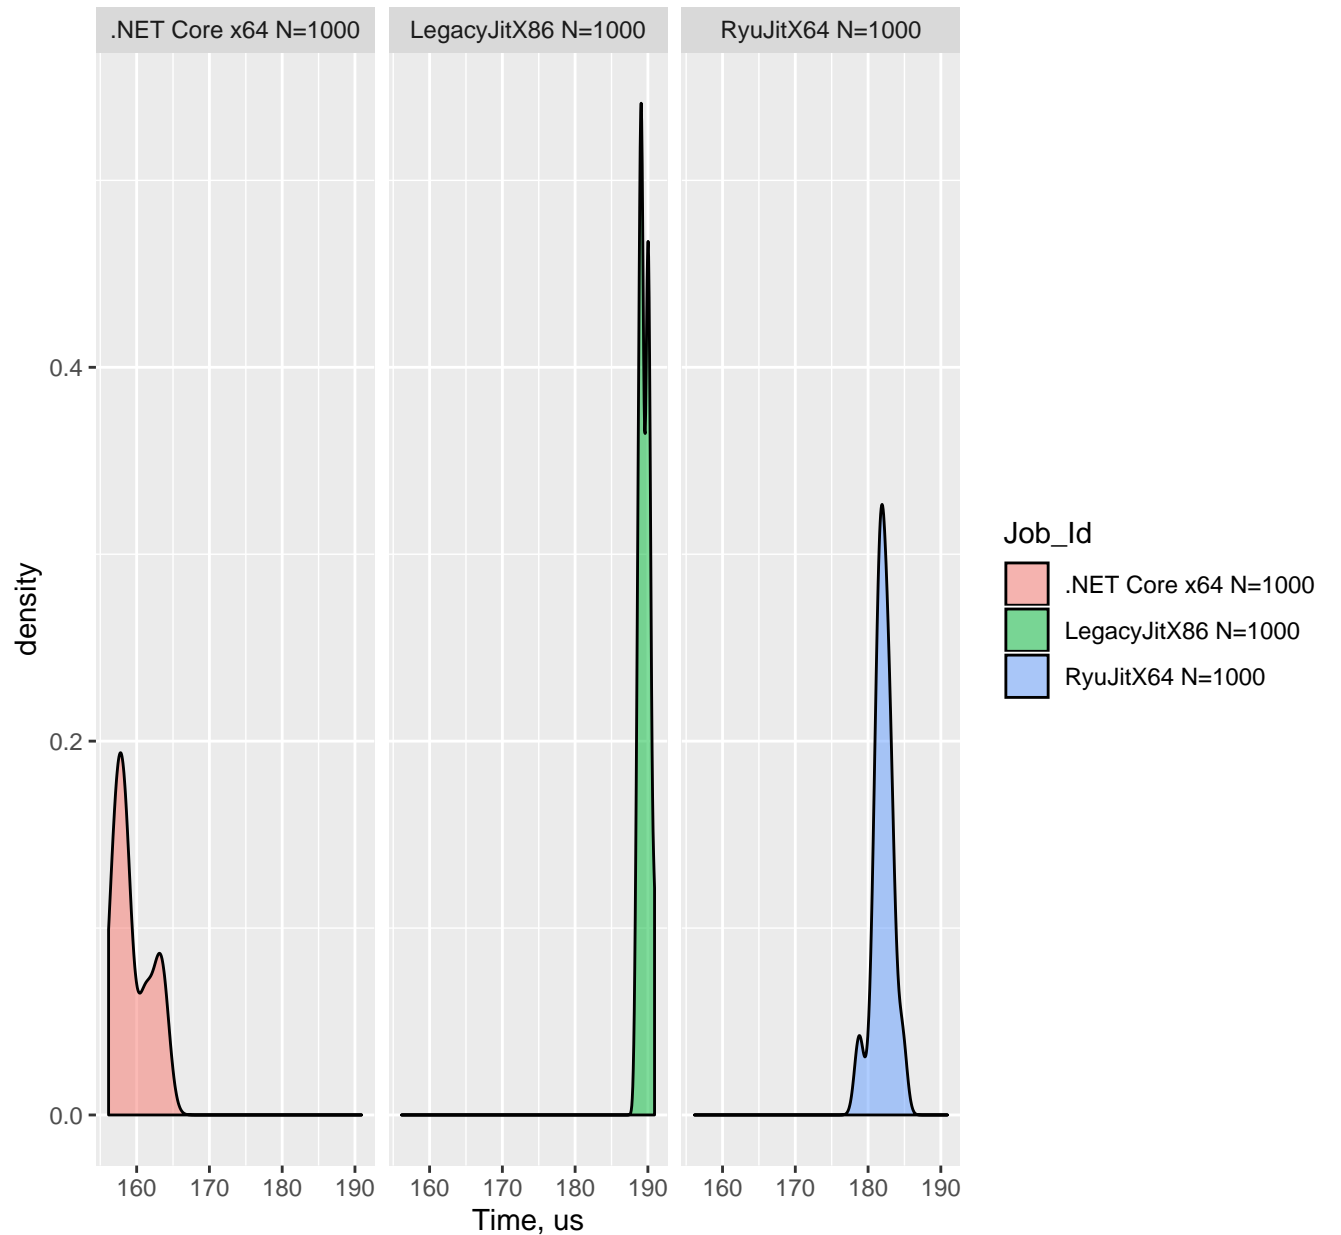 .NET Core x64 N=1000
LegacyJitX86 N=1000
RyuJitX64 N=1000
density
0.4
0.2
0.0
160 170 180 190
160 170 180 190
160 170 180 190
Time, us
Job_Id
.NET Core x64 N=1000
LegacyJitX86 N=1000
RyuJitX64 N=1000